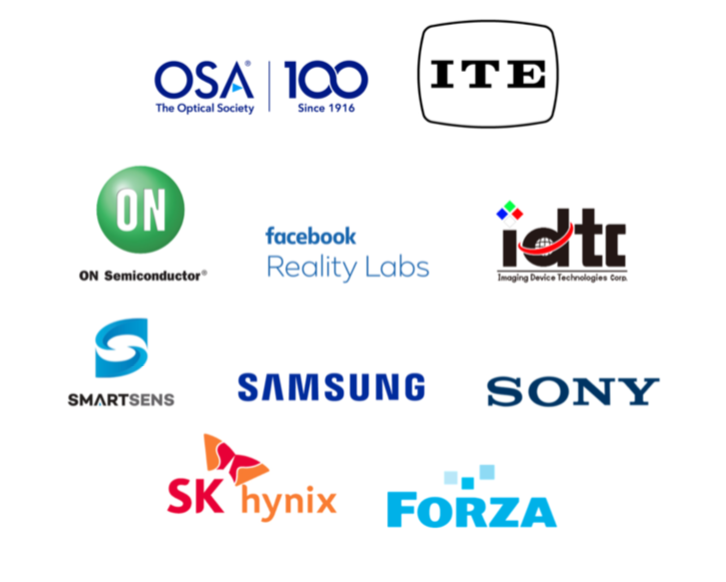 OSA® 100
The Optical Society Since 1916
ITE
ON
ON Semiconductor®
facebook
Reality Labs
idtc
Imaging Device Technologies Corp.
SMARTSENS
SAMSUNG
SONY
SK hynix
FORZA